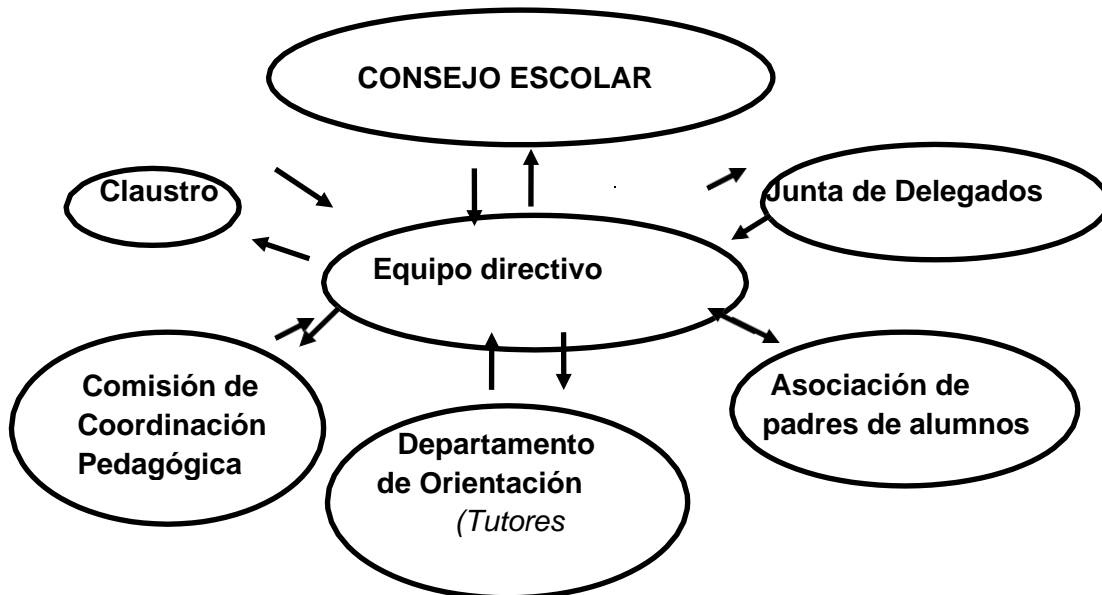 CONSEJO ESCOLAR
Claustro
Junta de Delegados
Equipo directivo
Comisión de
Coordinación
Pedagógica
Departamento
de Orientación
(Tutores
Asociación de
padres de alumnos